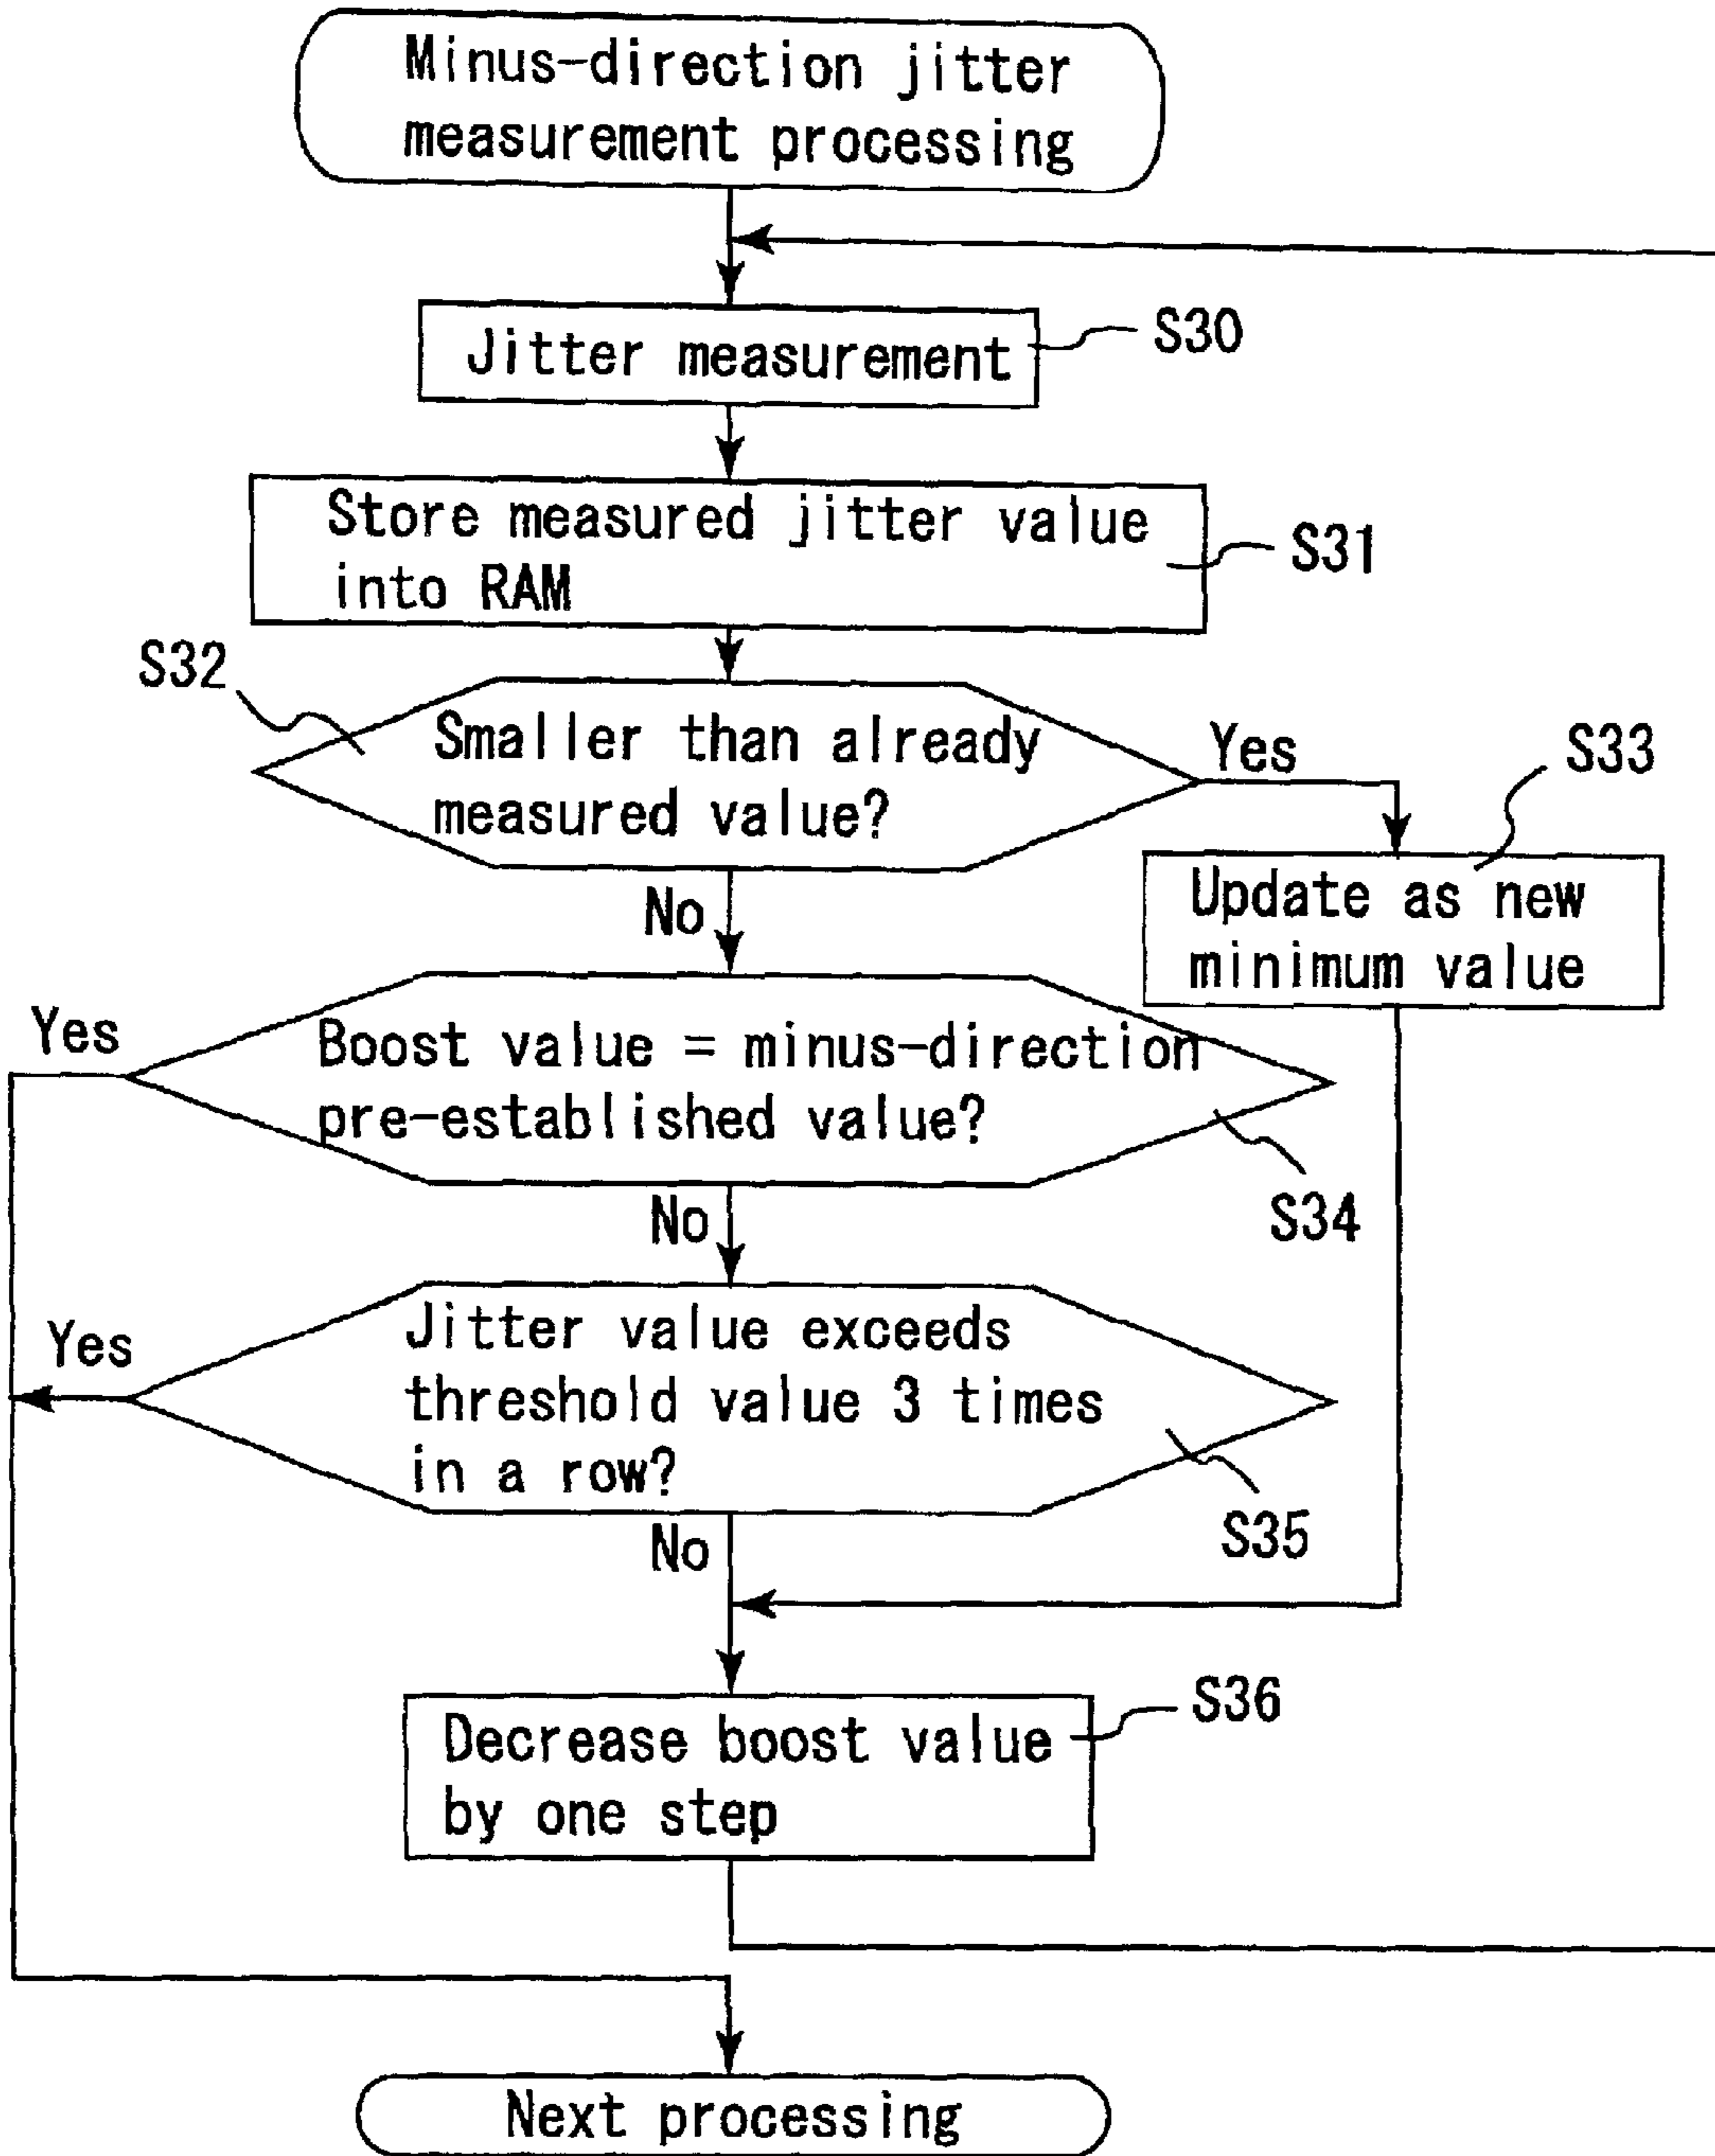 Minus-direction jitter
measurement processing
Jitter measurement
S30
Store measured jitter value
into RAM
S31
S32
Smaller than already
measured value?
Yes
S33
Update as new
minimum value
No
Yes
Boost value = minus-direction
pre-established value?
S34
No
Yes
Jitter value exceeds
threshold value 3 times
in a row?
S35
No
S36
Decrease boost value
by one step
Next processing